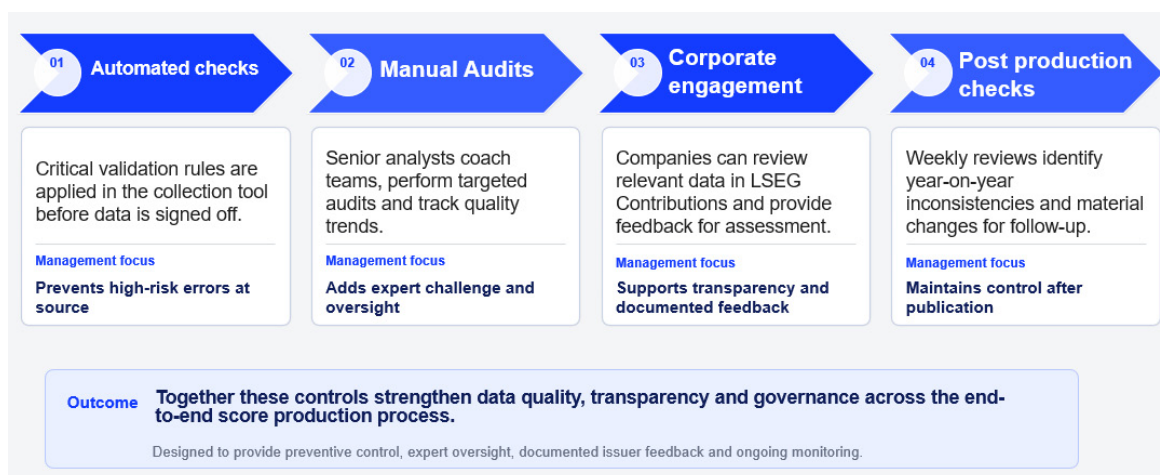 01
Automated checks
02
Manual Audits
03
Corporate
engagement
04
Post production
checks
Critical validation rules are
applied in the collection tool
before data is signed off.
Management focus
Prevents high-risk errors at
source
Senior analysts coach
teams, perform targeted
audits and track quality
trends.
Management focus
Adds expert challenge and
oversight
Companies can review
relevant data in LSEG
Contributions and provide
feedback for assessment.
Management focus
Supports transparency and
documented feedback
Weekly reviews identify
year-on-year
inconsistencies and material
changes for follow-up.
Management focus
Maintains control after
publication
Outcome
Together these controls strengthen data quality, transparency and governance across the end-
to-end score production process.
Designed to provide preventive control, expert oversight, documented issuer feedback and ongoing monitoring.